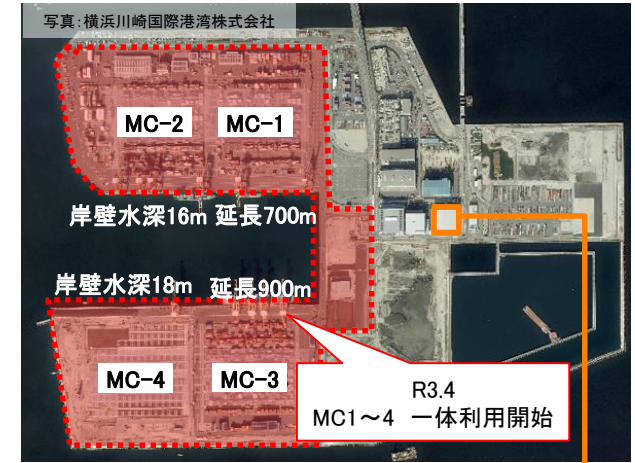 写真:横浜川崎国際港湾株式会社
MC-2 MC-1
岸壁水深16m 延長700m
岸壁水深18m 延長900m
MC-4 MC-3
R3.4
MC1~4 一体利用開始